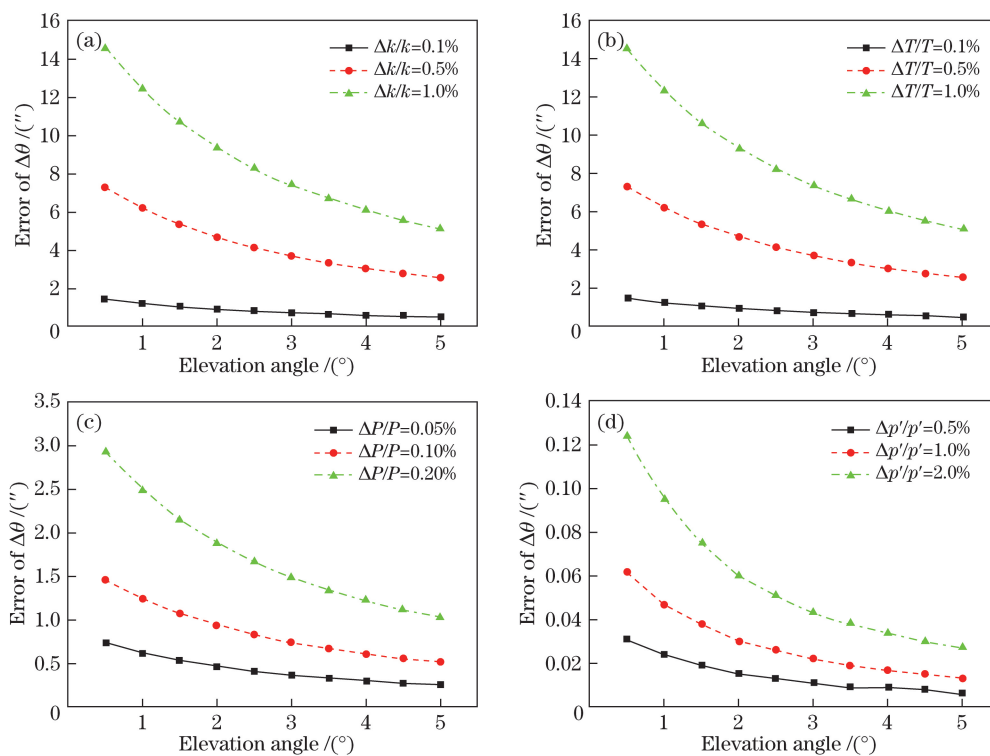 (a)
Δk/k=0.1%
Δk/k=0.5%
Δk/k=1.0%
16
14
12
10
8
6
4
2
0
Error of Δθ /(″)
1 2 3 4 5
Elevation angle /(°)
(b)
ΔT/T=0.1%
ΔT/T=0.5%
ΔT/T=1.0%
16
14
12
10
8
6
4
2
0
Error of Δθ /(″)
1 2 3 4 5
Elevation angle /(°)
(c)
ΔP/P=0.05%
ΔP/P=0.10%
ΔP/P=0.20%
3.5
3.0
2.5
2.0
1.5
1.0
0.5
0
Error of Δθ /(″)
1 2 3 4 5
Elevation angle /(°)
(d)
Δp′/p′=0.5%
Δp′/p′=1.0%
Δp′/p′=2.0%
0.14
0.12
0.10
0.08
0.06
0.04
0.02
0
Error of Δθ /(″)
1 2 3 4 5
Elevation angle /(°)